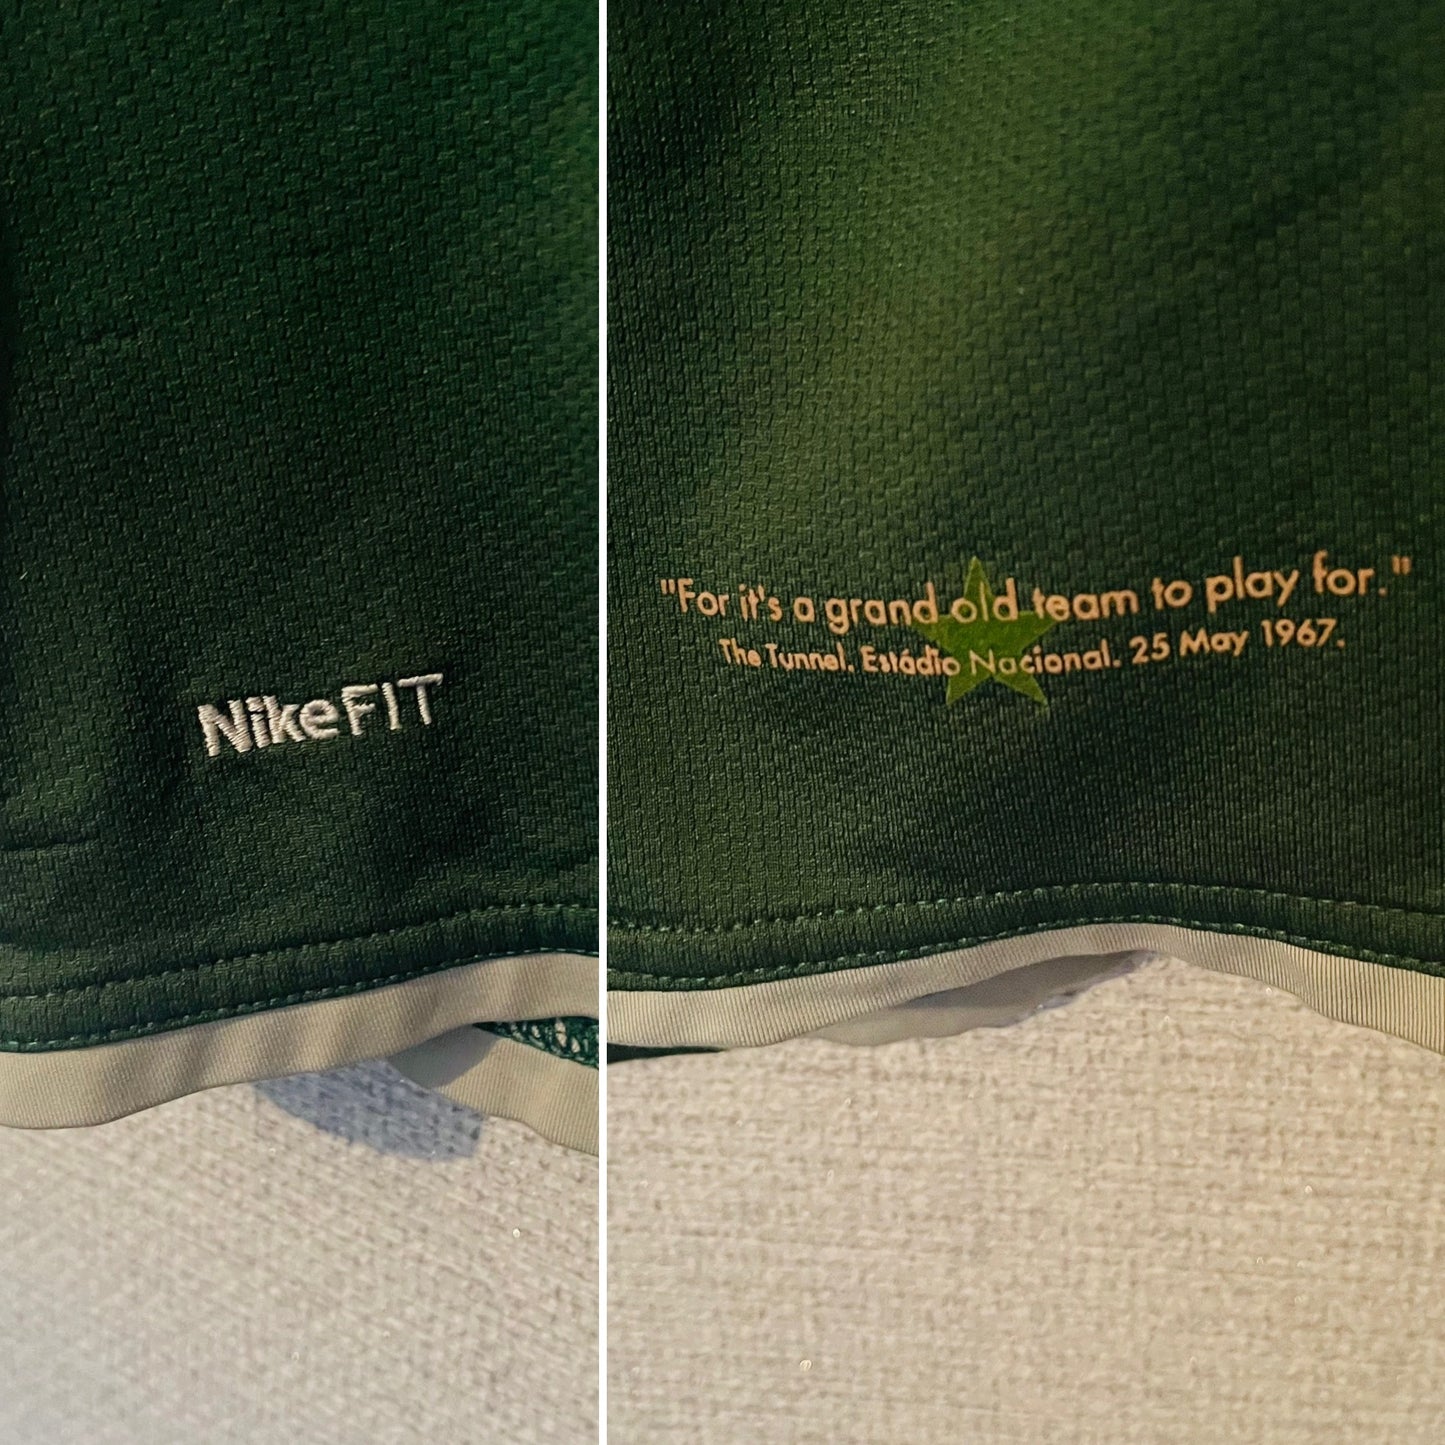 NikeFIT
"For it's a grand old team to play for."
The Tunnel. Estádio Nacional. 25 May 1967.